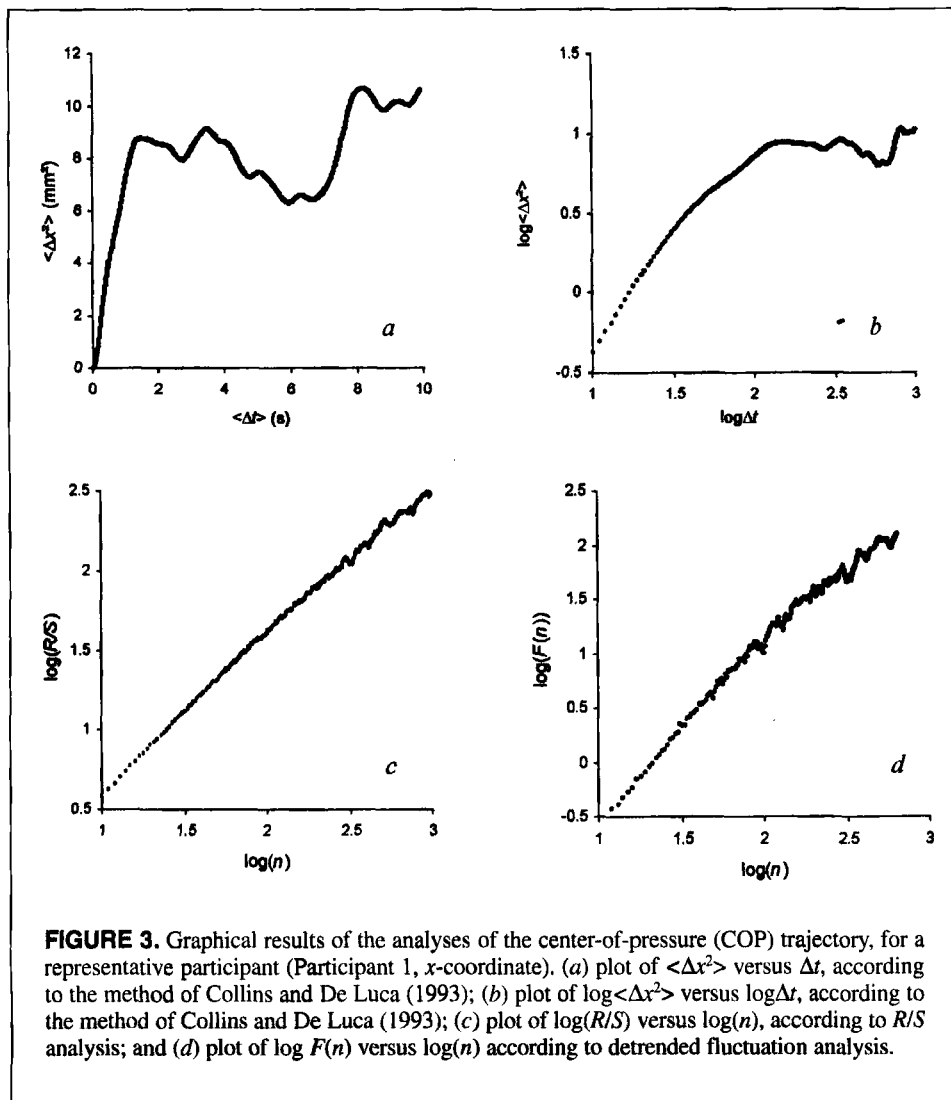 12
10
8
6
4
2
0
<Δx²> (mm²)
0 2 4 6 8 10
<Δt> (s)
a
1.5
1
0.5
0
-0.5
log<Δx²>
1 1.5 2 2.5 3
logΔt
b
2.5
2
1.5
1
0.5
log(R/S)
1 1.5 2 2.5 3
log(n)
c
2.5
2
1.5
1
0.5
0
-0.5
log(F(n))
1 1.5 2 2.5 3
log(n)
d
FIGURE 3. Graphical results of the analyses of the center-of-pressure (COP) trajectory, for a
representative participant (Participant 1, x-coordinate). (a) plot of <Δx²> versus Δt, according
to the method of Collins and De Luca (1993); (b) plot of log<Δx²> versus logΔt, according to
the method of Collins and De Luca (1993); (c) plot of log(R/S) versus log(n), according to R/S
analysis; and (d) plot of log F(n) versus log(n) according to detrended fluctuation analysis.